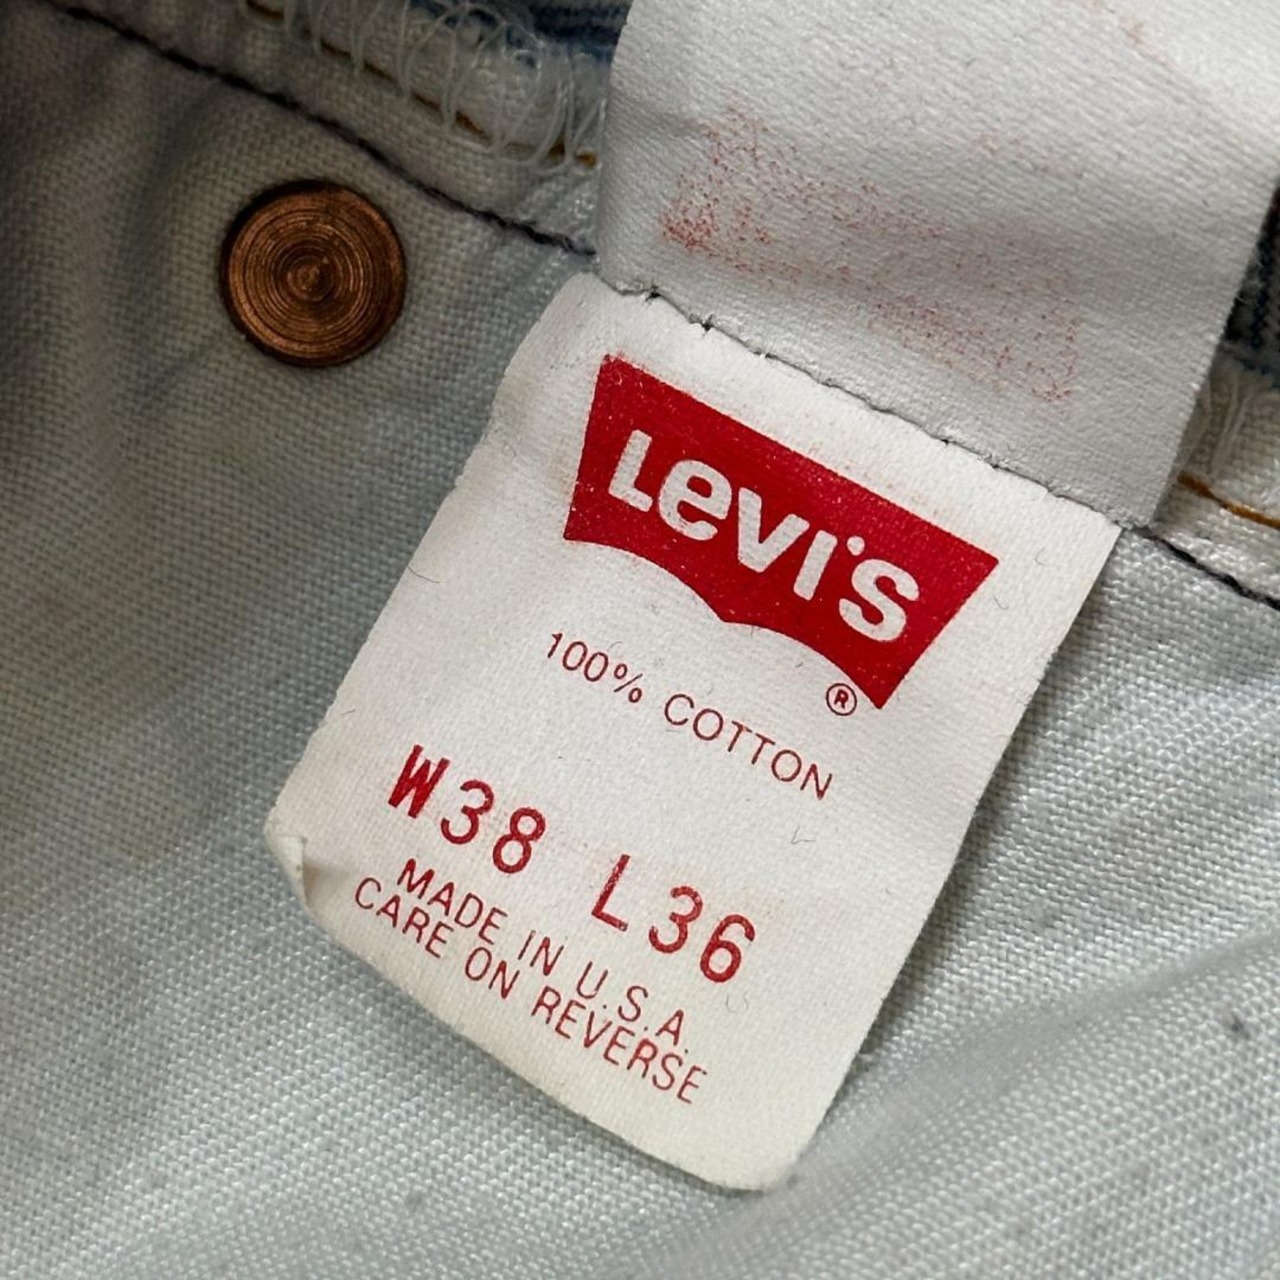 Levi's
®
100% COTTON
W38 L36
MADE IN U.S.A.
CARE ON REVERSE